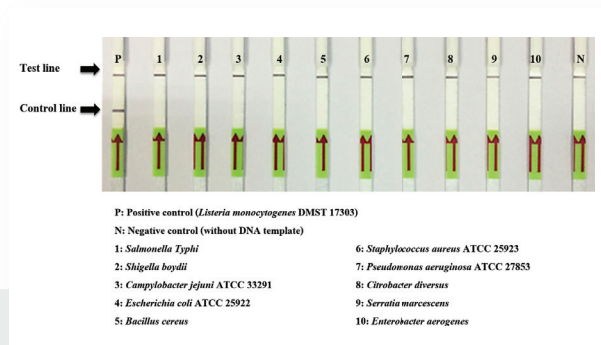 P 1 2 3 4 5 6 7 8 9 10 N
Test line
Control line
P: Positive control (Listeria monocytogenes DMST 17303)
N: Negative control (without DNA template)
1: Salmonella Typhi
2: Shigella boydii
3: Campylobacter jejuni ATCC 33291
4: Escherichia coli ATCC 25922
5: Bacillus cereus
6: Staphylococcus aureus ATCC 25923
7: Pseudomonas aeruginosa ATCC 27853
8: Citrobacter diversus
9: Serratia marcescens
10: Enterobacter aerogenes